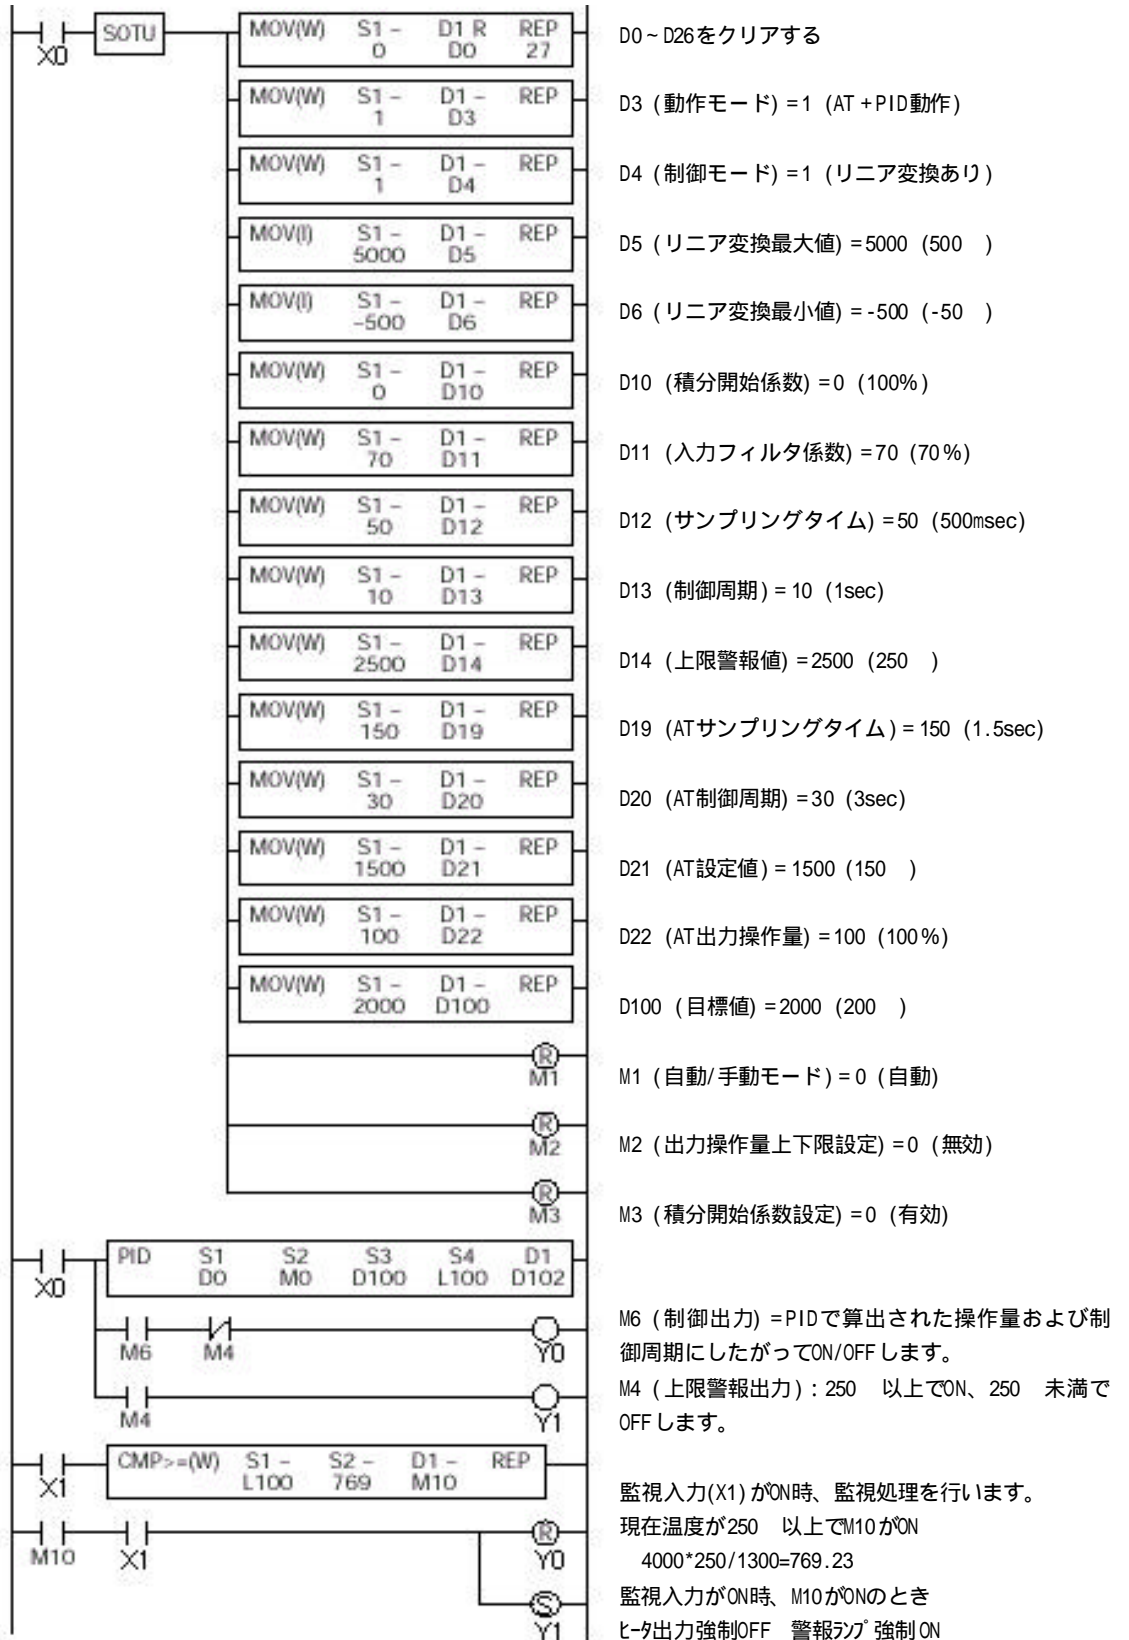 X0 SOTU MOV(W) S1 - 0 D1 R D0 REP 27 D0~D26をクリアする
MOV(W) S1 - 1 D1 - D3 REP D3 (動作モード) =1 (AT+PID動作)
MOV(W) S1 - 1 D1 - D4 REP D4 (制御モード) =1 (リニア変換あり)
MOV(I) S1 - 5000 D1 - D5 REP D5 (リニア変換最大値) =5000 (500 )
MOV(I) S1 - -500 D1 - D6 REP D6 (リニア変換最小値) =-500 (-50 )
MOV(W) S1 - 0 D1 - D10 REP D10 (積分開始係数) =0 (100%)
MOV(W) S1 - 70 D1 - D11 REP D11 (入力フィルタ係数) =70 (70%)
MOV(W) S1 - 50 D1 - D12 REP D12 (サンプリングタイム) =50 (500msec)
MOV(W) S1 - 10 D1 - D13 REP D13 (制御周期) =10 (1sec)
MOV(W) S1 - 2500 D1 - D14 REP D14 (上限警報値) =2500 (250 )
MOV(W) S1 - 150 D1 - D19 REP D19 (ATサンプリングタイム) =150 (1.5sec)
MOV(W) S1 - 30 D1 - D20 REP D20 (AT制御周期) =30 (3sec)
MOV(W) S1 - 1500 D1 - D21 REP D21 (AT設定値) =1500 (150 )
MOV(W) S1 - 100 D1 - D22 REP D22 (AT出力操作量) =100 (100%)
MOV(W) S1 - 2000 D1 - D100 REP D100 (目標値) =2000 (200 )
R M1 M1 (自動/手動モード) =0 (自動)
R M2 M2 (出力操作量上下限設定) =0 (無効)
R M3 M3 (積分開始係数設定) =0 (有効)
X0 PID S1 D0 S2 M0 S3 D100 S4 L100 D1 D102
M6 M4 Y0
M6 (制御出力) =PIDで算出された操作量および制
御周期にしたがってON/OFFします。
M4 Y1
M4 (上限警報出力) : 250 以上でON、250 未満で
OFFします。
X1 CMP>=(W) S1 - L100 S2 - 769 D1 - M10 REP
監視入力(X1)がON時、監視処理を行います。
M10 X1 R Y0
現在温度が250 以上でM10がON
4000*250/1300=769.23
S Y1
監視入力がON時、M10がONのとき
ﾋｰﾀ出力強制OFF 警報ﾗﾝﾌﾟ強制ON